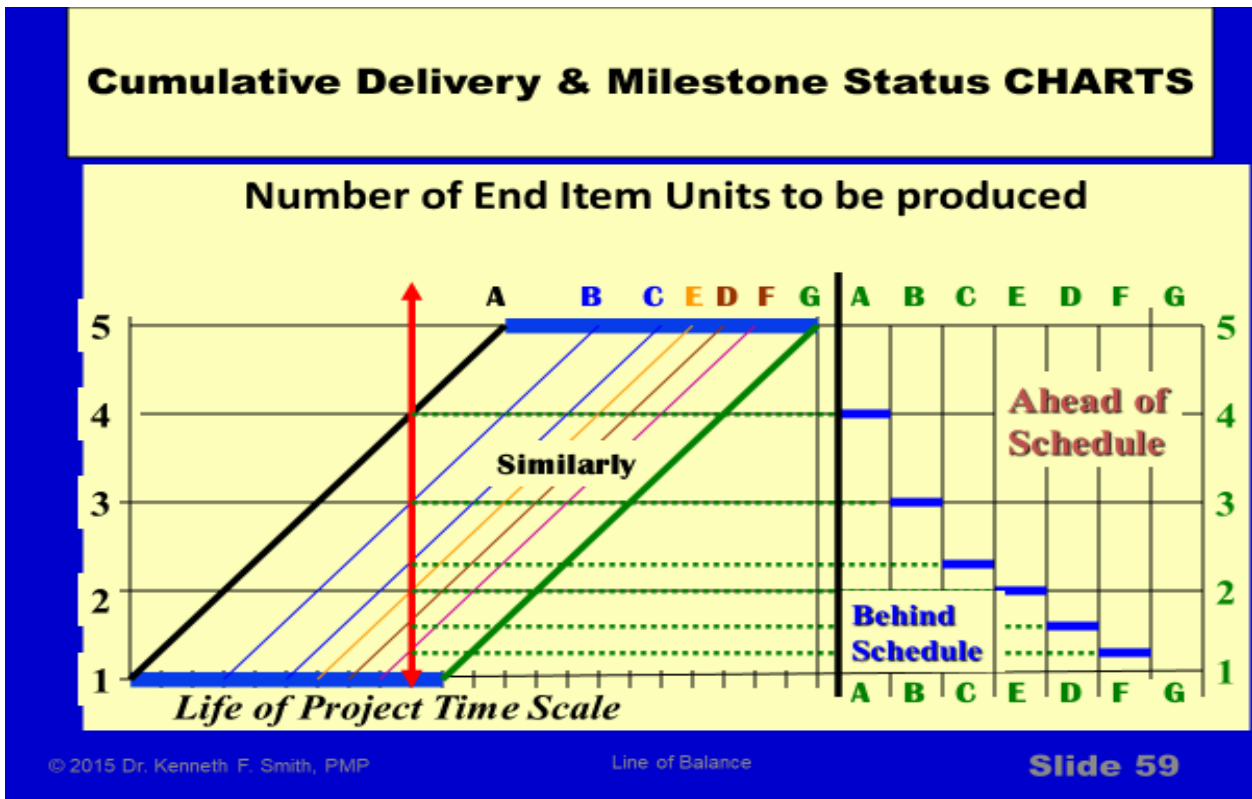 Cumulative Delivery & Milestone Status CHARTS
Number of End Item Units to be produced
A B C E D F G A B C E D F G
5 5
4 Ahead of 4
Schedule
Similarly
3 3
2 2
Behind
Schedule
1 1
A B C E D F G
Life of Project Time Scale
© 2015 Dr. Kenneth F. Smith, PMP Line of Balance Slide 59